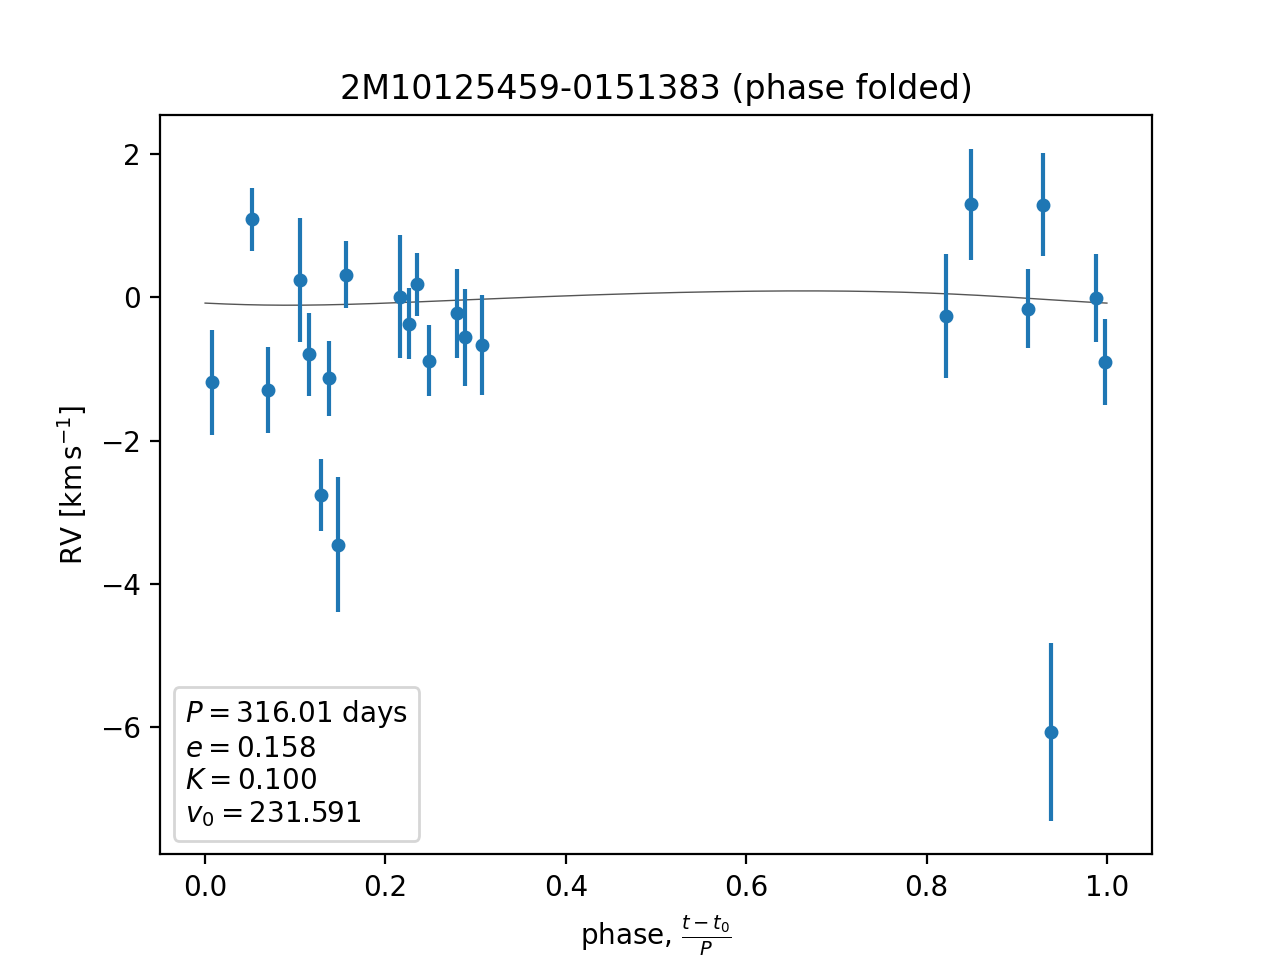 2M10125459-0151383 (phase folded)
2
0
−2
−4
−6
RV [km s⁻¹]
P = 316.01 days
e = 0.158
K = 0.100
v₀ = 231.591
0.0 0.2 0.4 0.6 0.8 1.0
phase, (t − t₀)/P